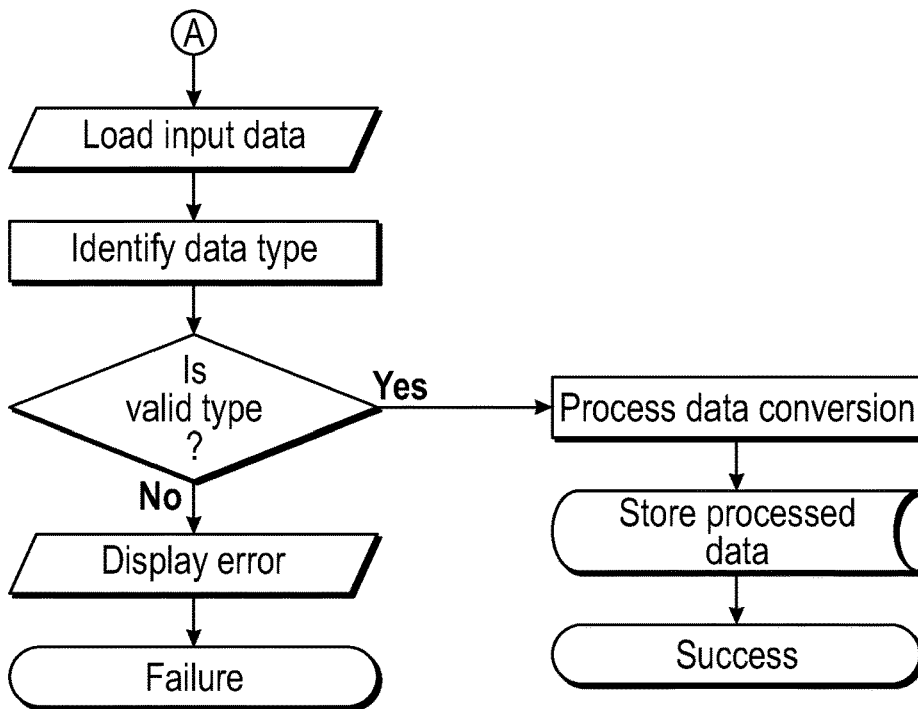 A
Load input data
Identify data type
Is
valid type
?
Yes
No
Process data conversion
Store processed
data
Success
Display error
Failure